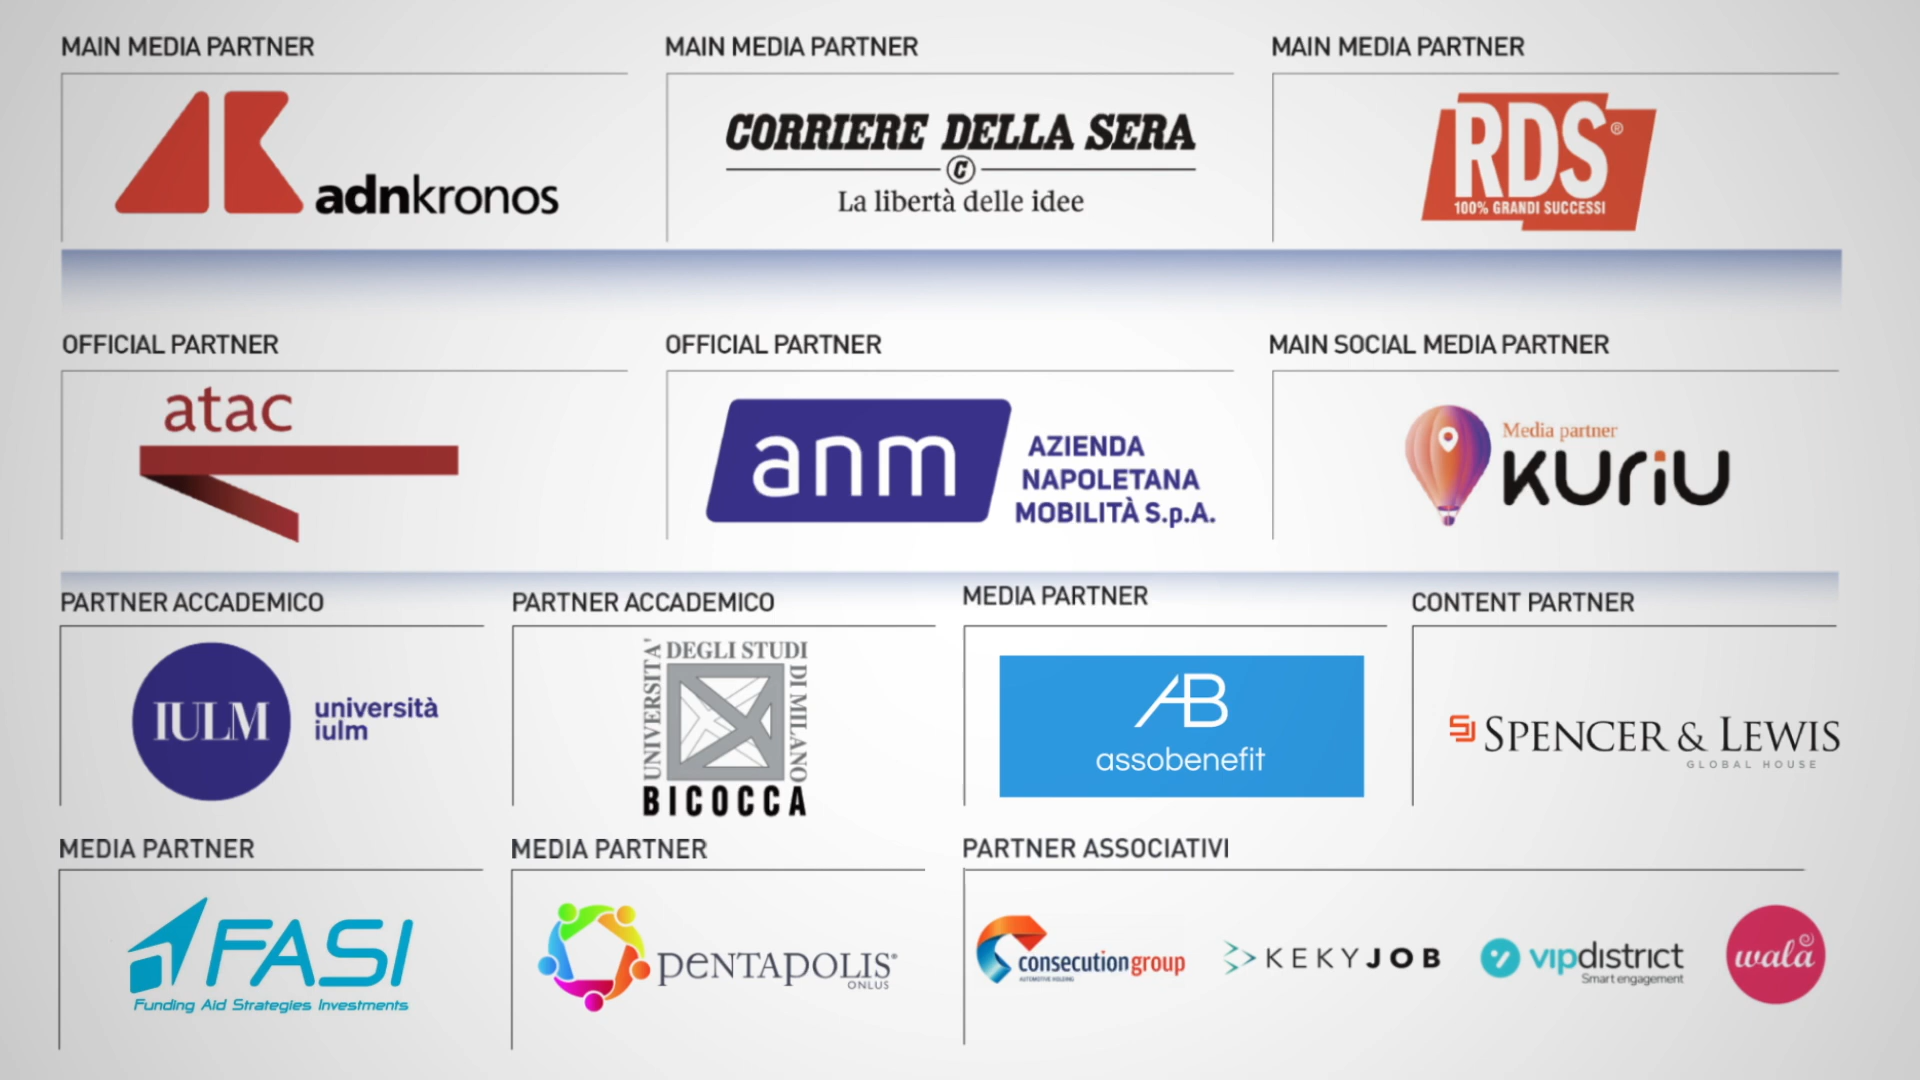 MAIN MEDIA PARTNER
adnkronos
MAIN MEDIA PARTNER
CORRIERE DELLA SERA
C
La libertà delle idee
MAIN MEDIA PARTNER
RDS®
100% GRANDI SUCCESSI
OFFICIAL PARTNER
atac
OFFICIAL PARTNER
anm
AZIENDA
NAPOLETANA
MOBILITÀ S.p.A.
MAIN SOCIAL MEDIA PARTNER
Media partner
KUriU
PARTNER ACCADEMICO
IULM
università
iulm
PARTNER ACCADEMICO
UNIVERSITA'
DEGLI STUDI
DI MILANO
BICOCCA
MEDIA PARTNER
AB
assobenefit
CONTENT PARTNER
SPENCER & LEWIS
GLOBAL HOUSE
MEDIA PARTNER
FASI
Funding Aid Strategies Investments
MEDIA PARTNER
PENTAPOLIS®
ONLUS
PARTNER ASSOCIATIVI
consecutiongroup
AUTOMOTIVE HOLDING
KEKYJOB
vipdistrict
Smart engagement
wala